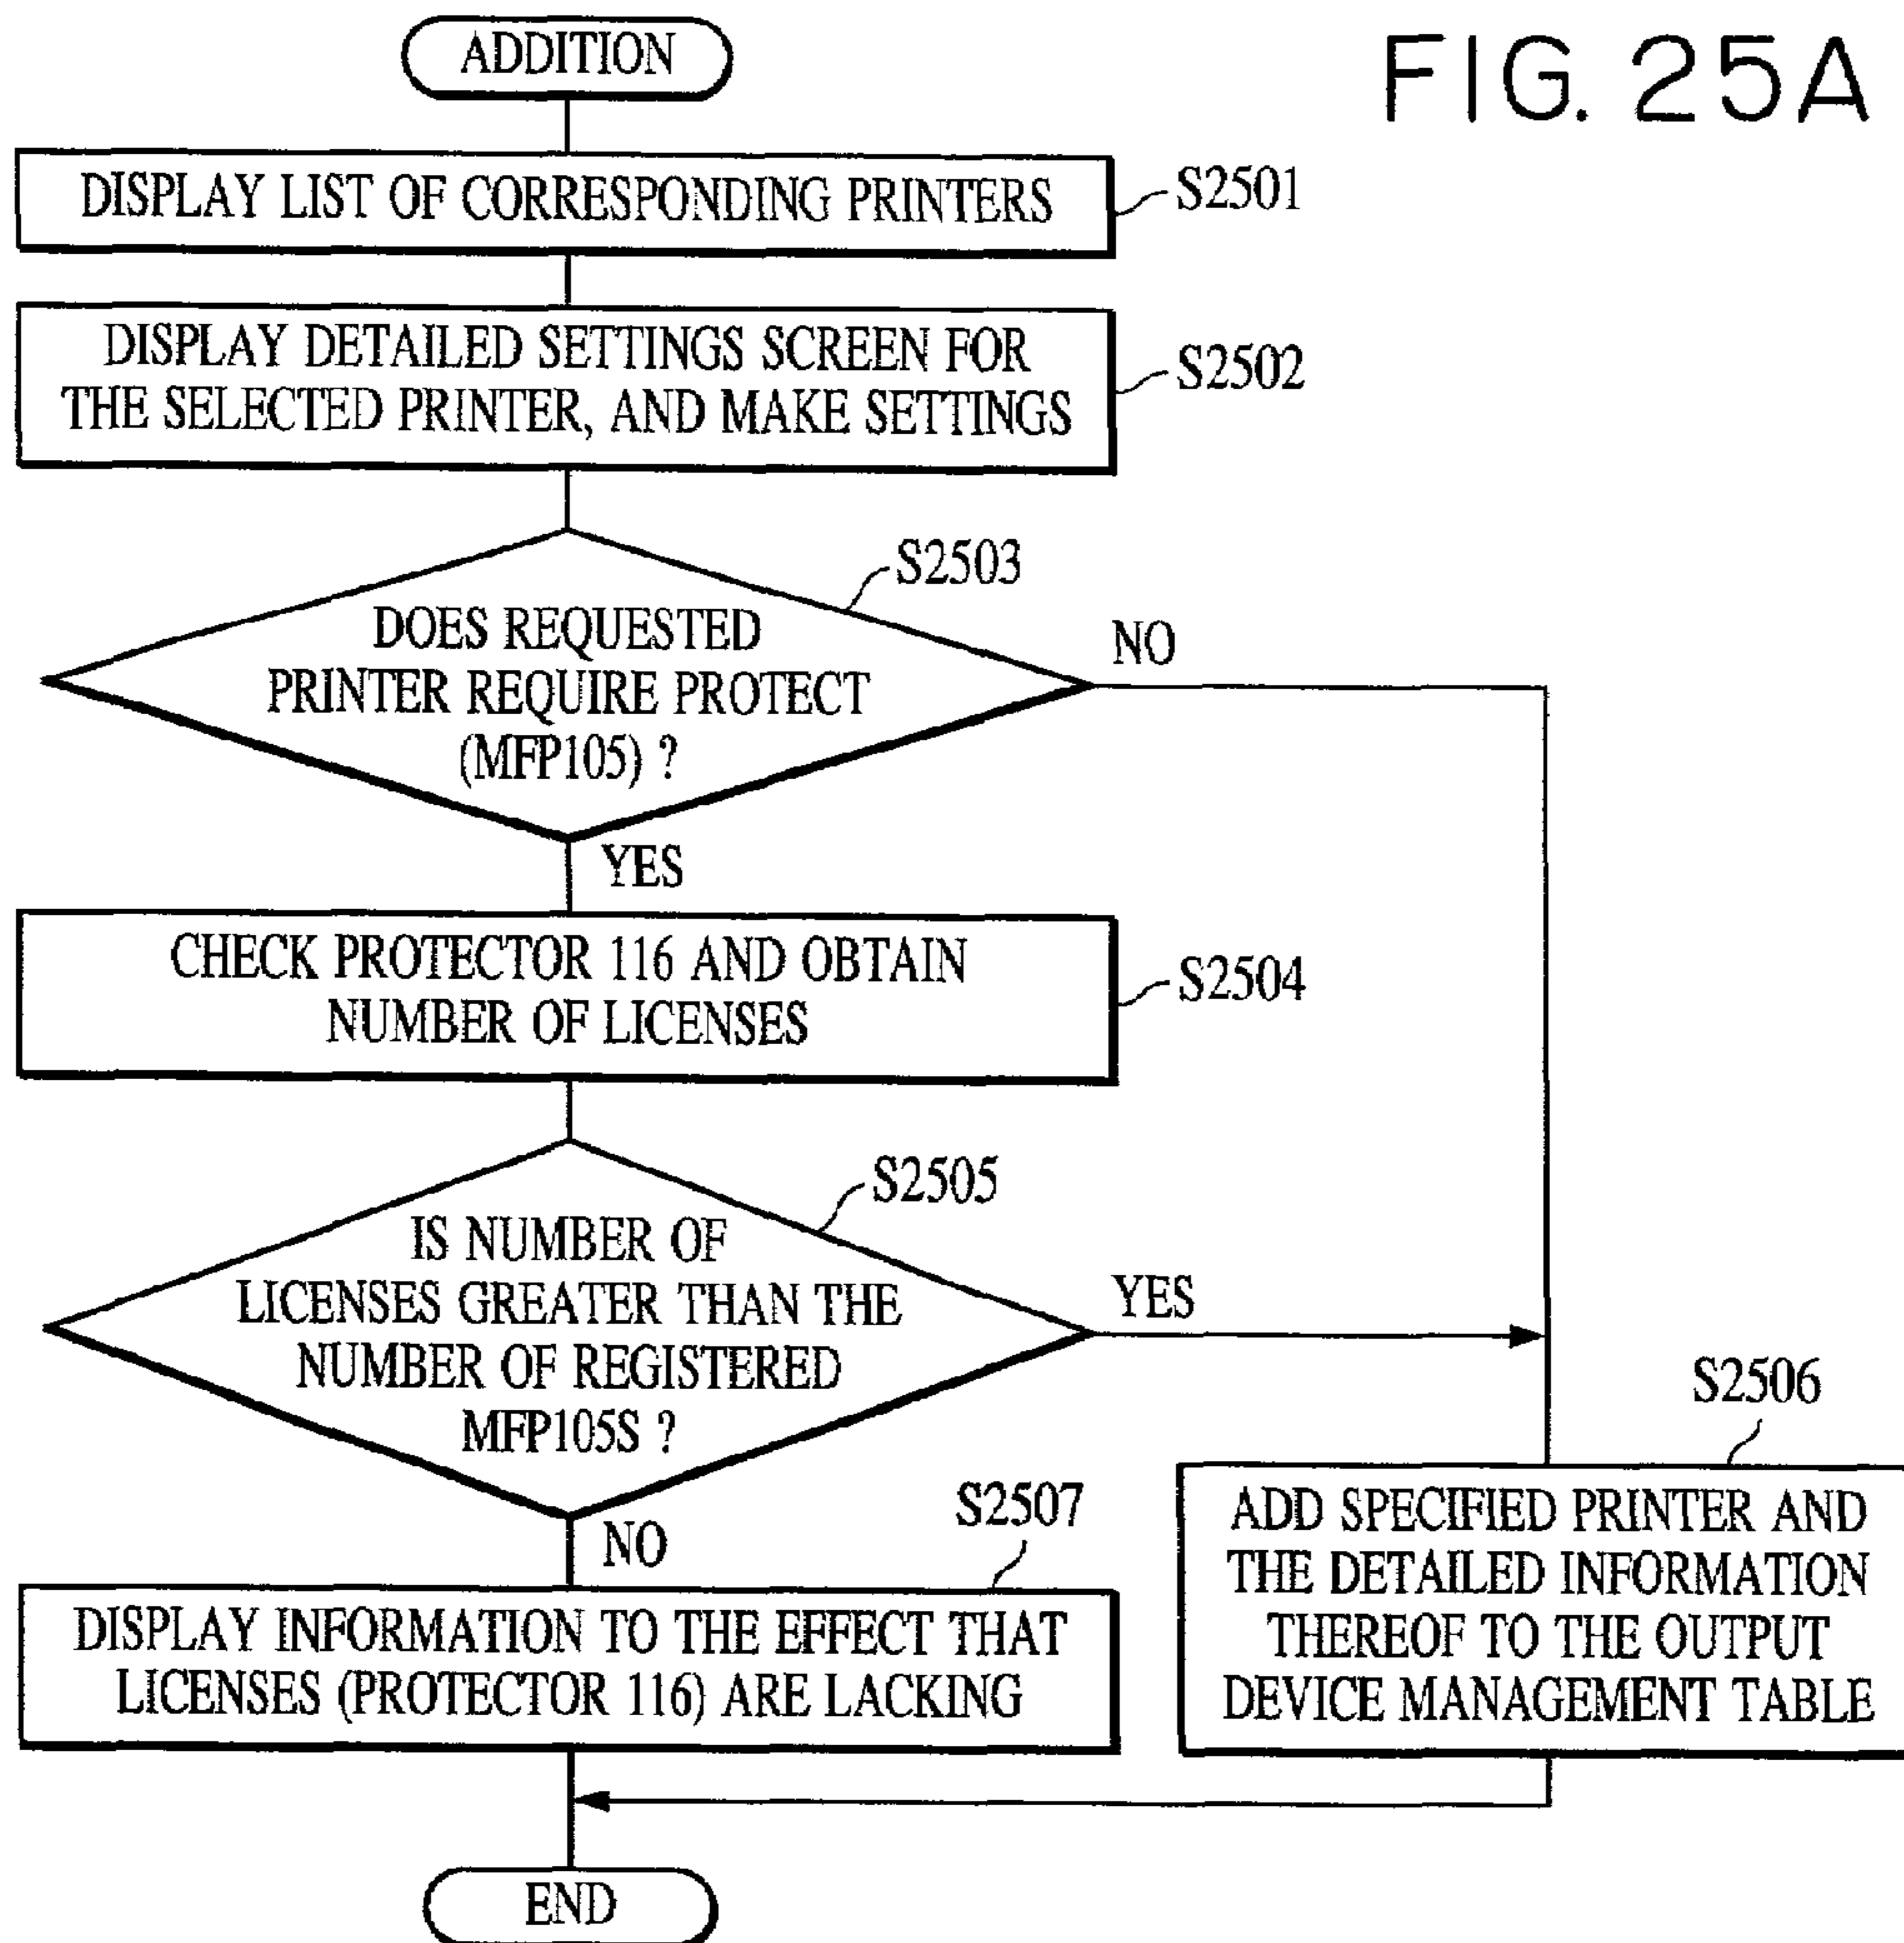 FIG. 25A
ADDITION
DISPLAY LIST OF CORRESPONDING PRINTERS
S2501
DISPLAY DETAILED SETTINGS SCREEN FOR
THE SELECTED PRINTER, AND MAKE SETTINGS
S2502
S2503
DOES REQUESTED
PRINTER REQUIRE PROTECT
(MFP105) ?
NO
YES
CHECK PROTECTOR 116 AND OBTAIN
NUMBER OF LICENSES
S2504
S2505
IS NUMBER OF
LICENSES GREATER THAN THE
NUMBER OF REGISTERED
MFP105S ?
YES
NO
S2506
ADD SPECIFIED PRINTER AND
THE DETAILED INFORMATION
THEREOF TO THE OUTPUT
DEVICE MANAGEMENT TABLE
S2507
DISPLAY INFORMATION TO THE EFFECT THAT
LICENSES (PROTECTOR 116) ARE LACKING
END